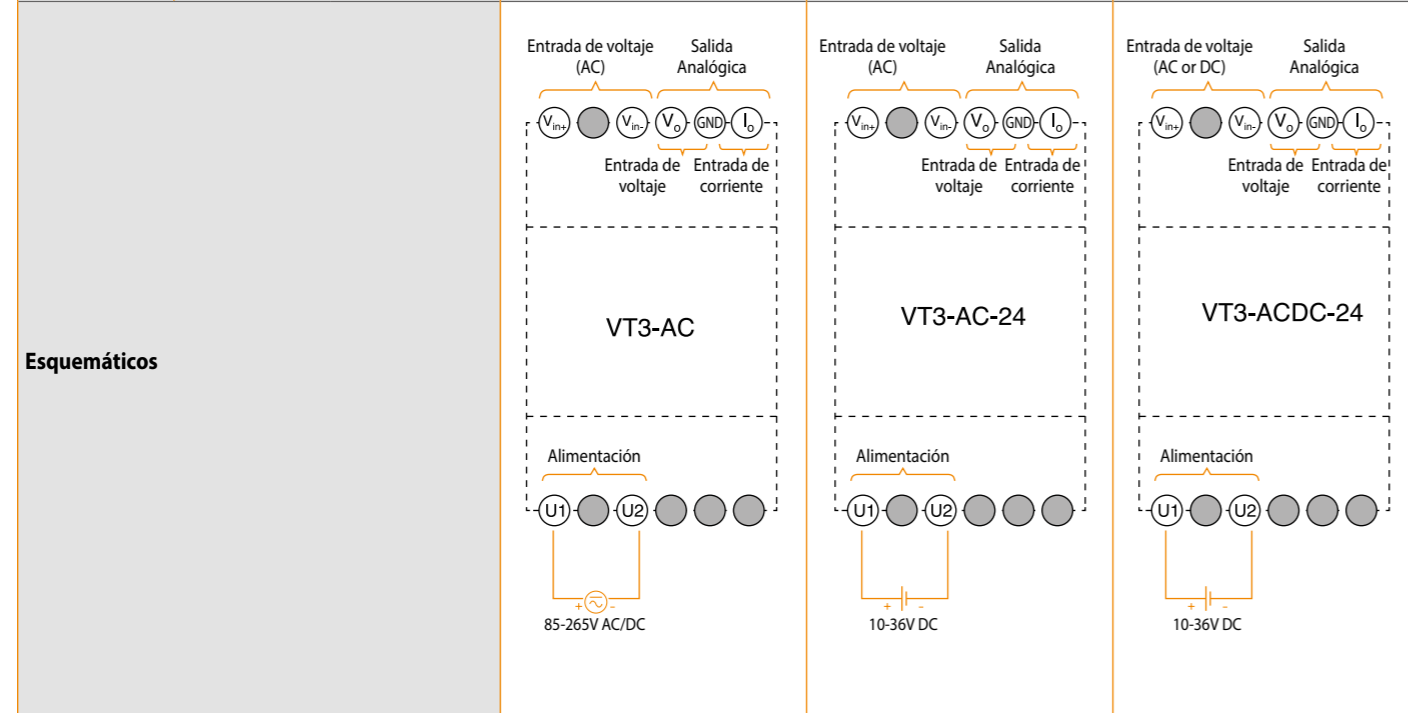 Esquemáticos
Entrada de voltaje
(AC)
Salida
Analógica
Vin+
Vin-
Vo
GND
Io
Entrada de
voltaje
Entrada de
corriente
VT3-AC
Alimentación
U1
U2
+ -
85-265V AC/DC
Entrada de voltaje
(AC)
Salida
Analógica
Vin+
Vin-
Vo
GND
Io
Entrada de
voltaje
Entrada de
corriente
VT3-AC-24
Alimentación
U1
U2
+ -
10-36V DC
Entrada de voltaje
(AC or DC)
Salida
Analógica
Vin+
Vin-
Vo
GND
Io
Entrada de
voltaje
Entrada de
corriente
VT3-ACDC-24
Alimentación
U1
U2
+ -
10-36V DC